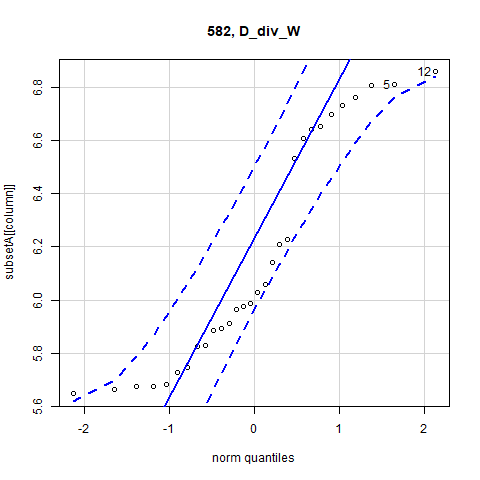 582, D_div_W
6.8
6.6
6.4
6.2
6.0
5.8
5.6
subsetA[[column]]
12
5
-2 -1 0 1 2
norm quantiles